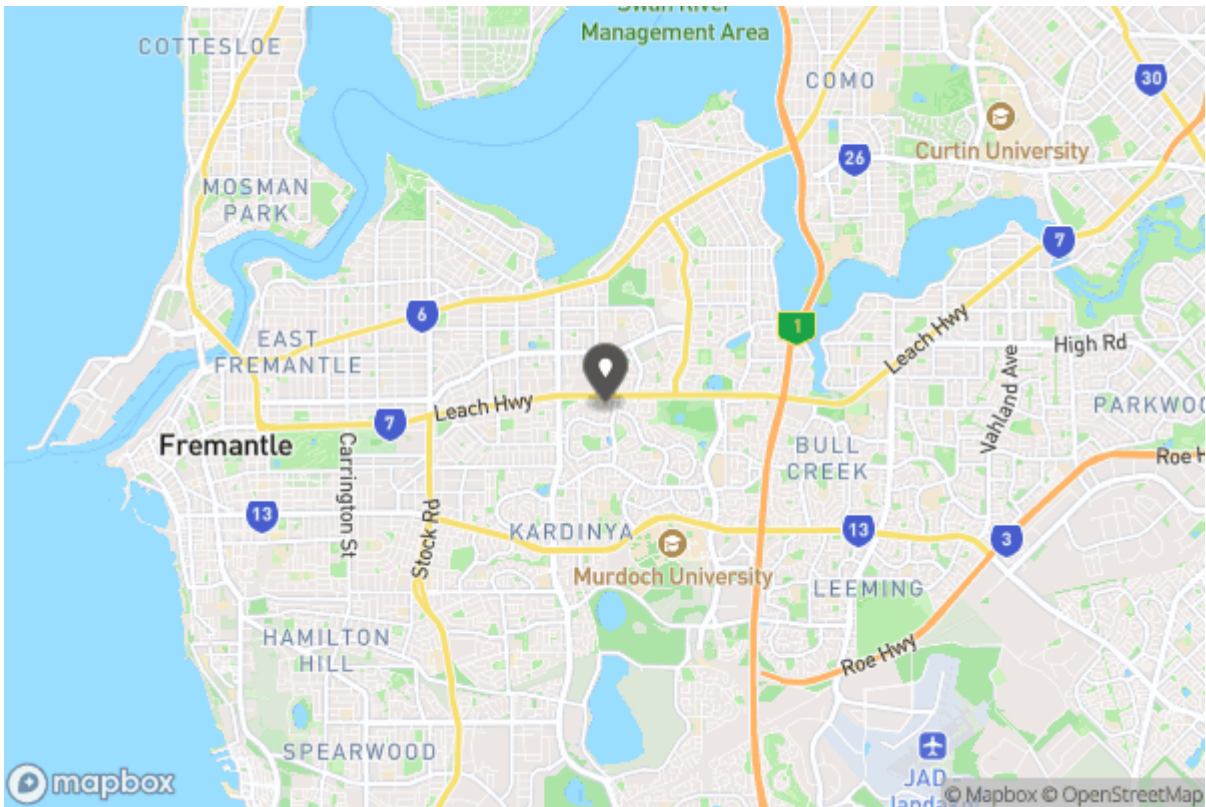 Swan River
Management Area
COTTESLOE
COMO
30
Curtin University
26
MOSMAN
PARK
7
6
1
EAST
FREMANTLE
High Rd
Leach Hwy
Vahland Ave
PARKWOO
Leach Hwy
7
Fremantle
Carrington St
BULL
CREEK
Roe H
13
Stock Rd
KARDINYA
13
3
Murdoch University
LEEMING
HAMILTON
HILL
Roe Hwy
SPEARWOOD
JAD -
mapbox
© Mapbox © OpenStreetMap